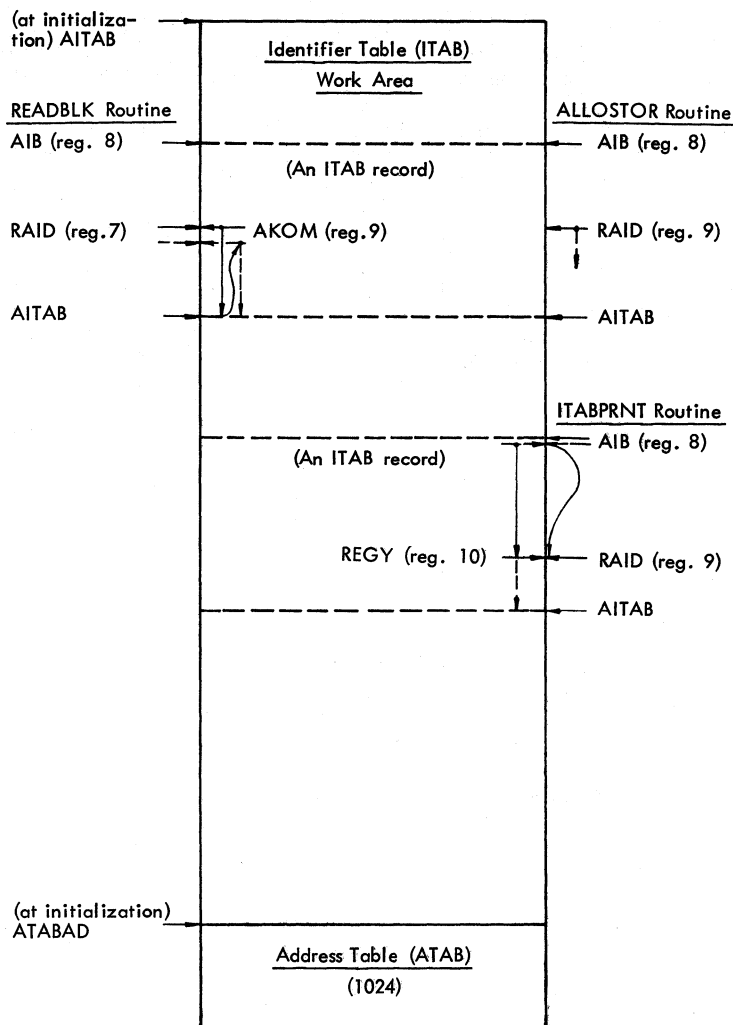 (at initializa-
tion) AITAB
Identifier Table (ITAB)
Work Area
READBLK Routine
ALLOSTOR Routine
AIB (reg. 8)
AIB (reg. 8)
(An ITAB record)
RAID (reg.7)
AKOM (reg.9)
RAID (reg. 9)
AITAB
AITAB
ITABPRNT Routine
AIB (reg. 8)
(An ITAB record)
REGY (reg. 10)
RAID (reg. 9)
AITAB
(at initialization)
ATABAD
Address Table (ATAB)
(1024)